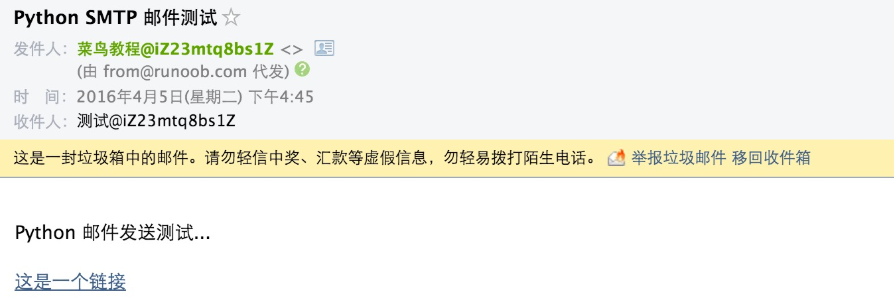 Python SMTP 邮件测试
发件人：菜鸟教程@iZ23mtq8bs1Z <>
(由 from@runoob.com 代发)
时 间：2016年4月5日(星期二) 下午4:45
收件人：测试@iZ23mtq8bs1Z
这是一封垃圾箱中的邮件。请勿轻信中奖、汇款等虚假信息，勿轻易拨打陌生电话。 举报垃圾邮件 移回收件箱
Python 邮件发送测试...
这是一个链接